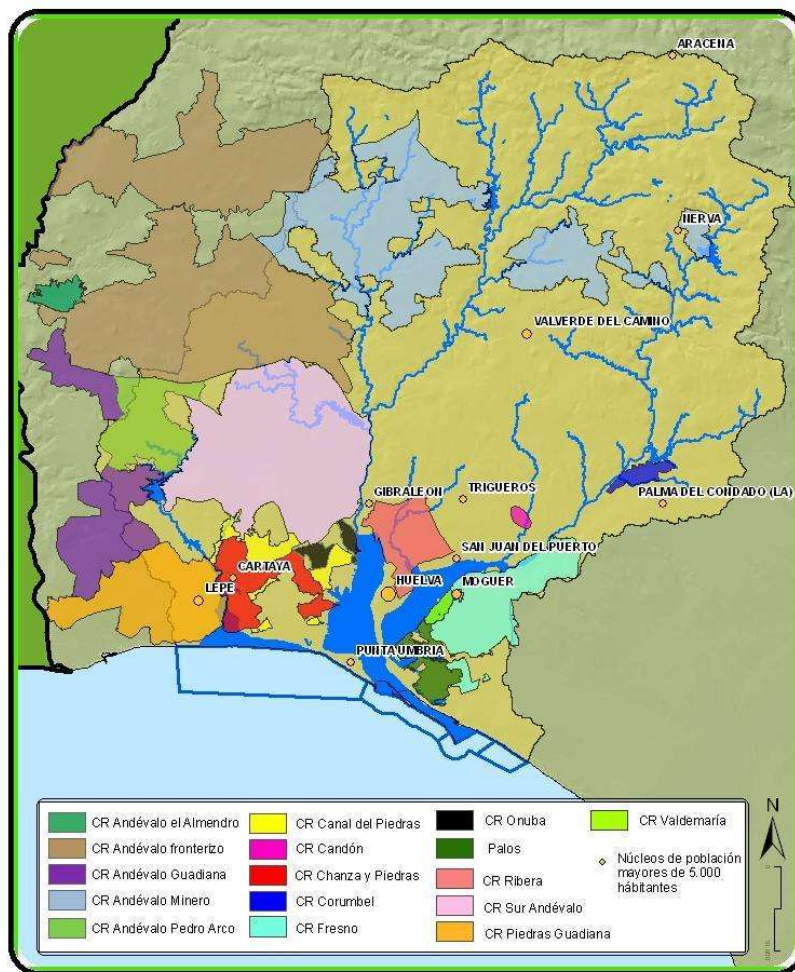 ARACENA
NERVA
VALVERDE DEL CAMINO
GIBRALEON
TRIGUEROS
PALMA DEL CONDADO (LA)
SAN JUAN DEL PUERTO
CARTAYA
LEPE
HUELVA
MOGUER
PUNTA UMBRIA
CR Andévalo el Almendro
CR Andévalo fronterizo
CR Andévalo Guadiana
CR Andévalo Minero
CR Andévalo Pedro Arco
CR Canal del Piedras
CR Candón
CR Chanza y Piedras
CR Corumbel
CR Fresno
CR Onuba
Palos
CR Ribera
CR Sur Andévalo
CR Piedras Guadiana
CR Valdemaría
Núcleos de población
mayores de 5.000
hábitantes
N